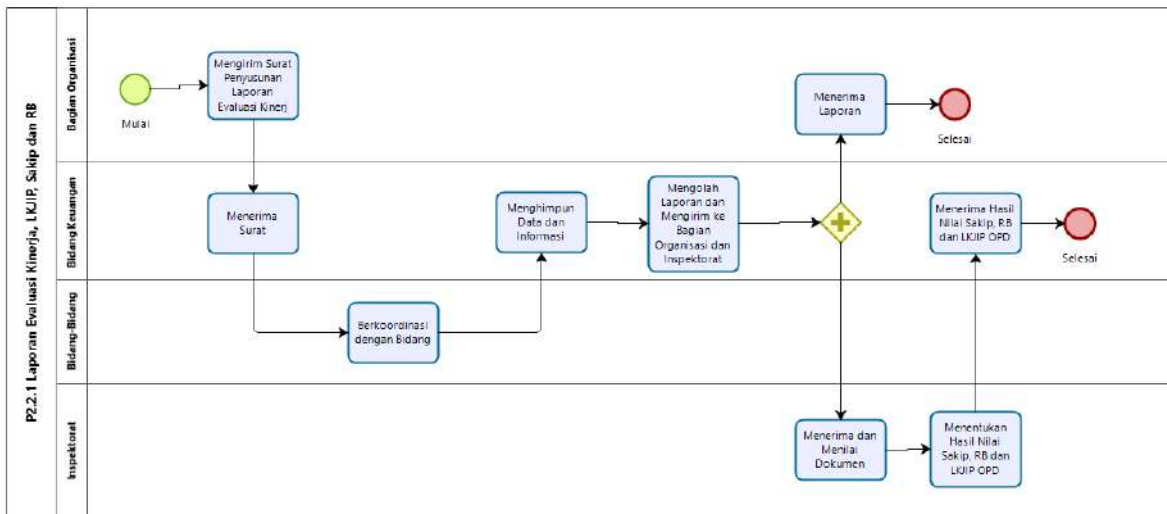 P2.2.1 Laporan Evaluasi Kinerja, LKJIP, Sakip dan RB
Bagian Organisasi
Mulai
Mengirim Surat
Penyusunan
Laporan
Evaluasi Kinerj
Menerima
Laporan
Selesai
Bidang Keuangan
Menerima
Surat
Menghimpun
Data dan
Informasi
Mengolah
Laporan dan
Mengirim ke
Bagian
Organisasi dan
Inspektorat
Menerima Hasil
Nilai Sakip, RB
dan LKJIP OPD
Selesai
Bidang-Bidang
Berkoordinasi
dengan Bidang
Inspektorat
Menerima dan
Menilai
Dokumen
Menentukan
Hasil Nilai
Sakip, RB dan
LKJIP OPD